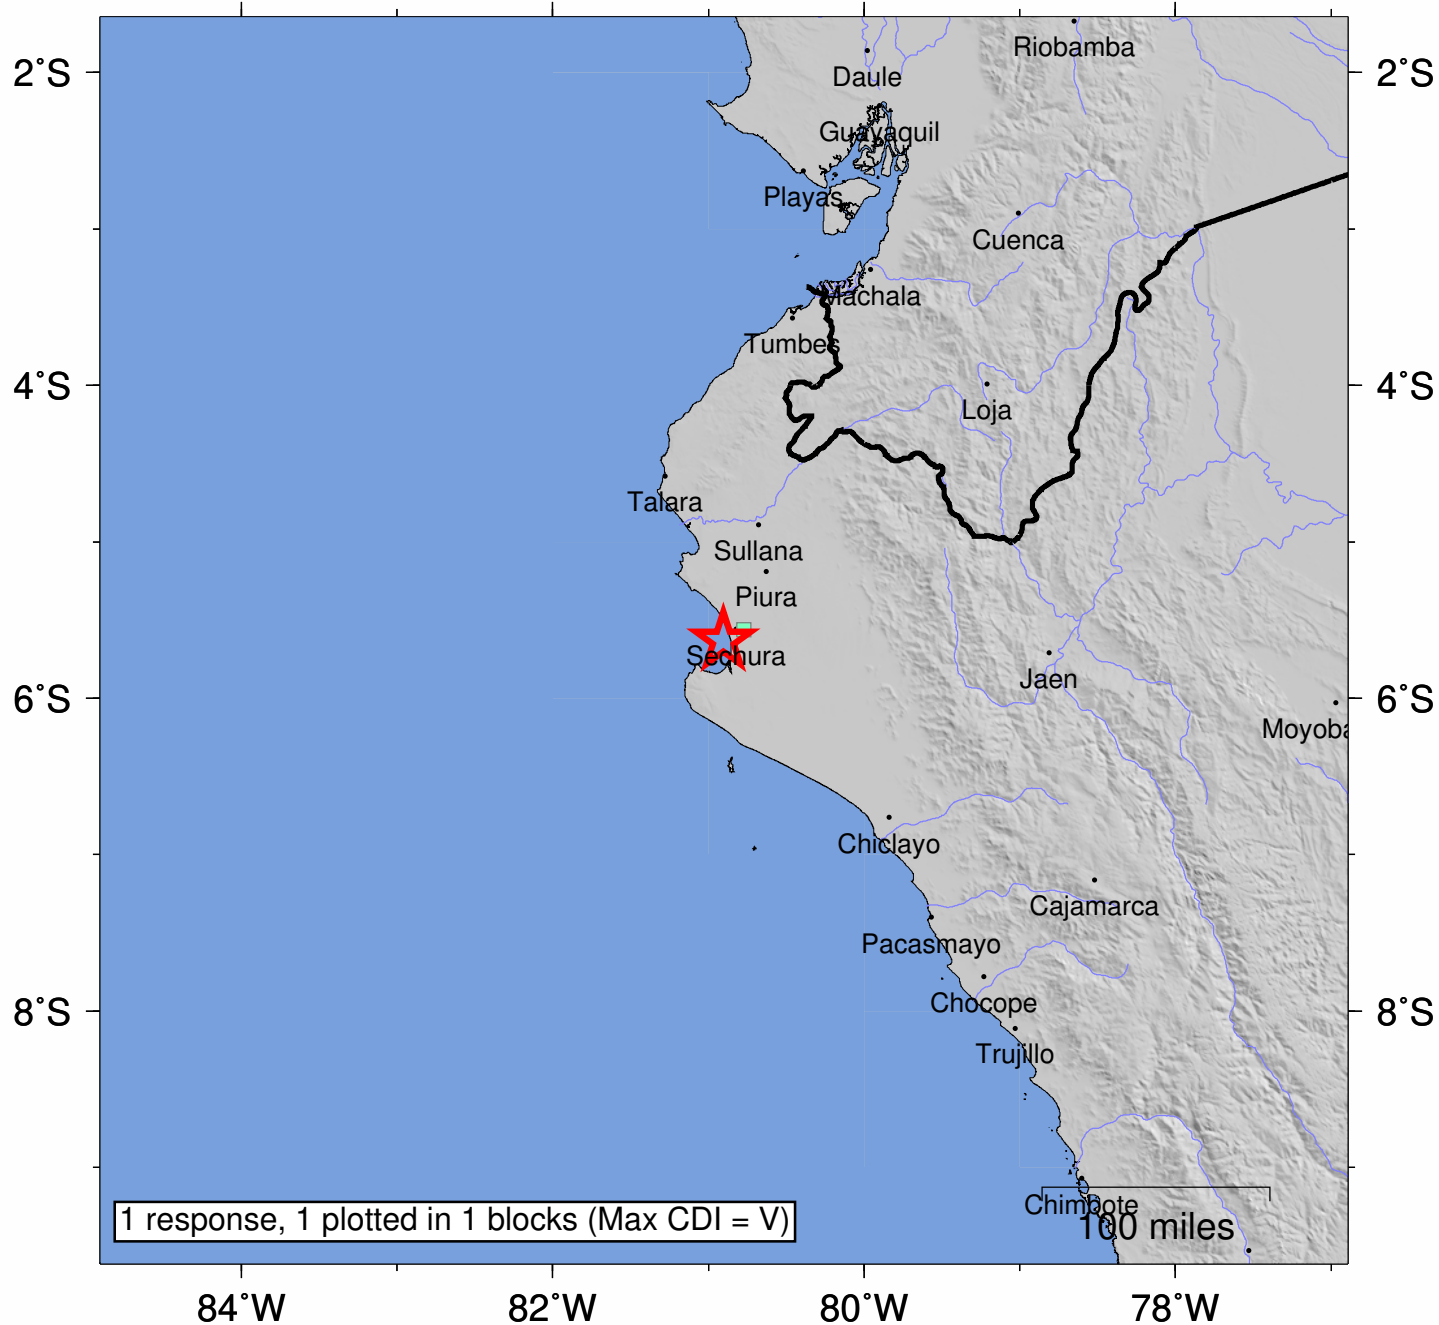 Riobamba
2°S
2°S
Daule
Guayaquil
Playas
Cuenca
Machala
Tumbes
4°S
4°S
Loja
Talara
Sullana
Piura
Sechura
Jaen
6°S
6°S
Moyoba
Chiclayo
Cajamarca
Pacasmayo
Chocope
8°S
8°S
Trujillo
Chimbote
1 response, 1 plotted in 1 blocks (Max CDI = V)
100 miles
84°W
82°W
80°W
78°W